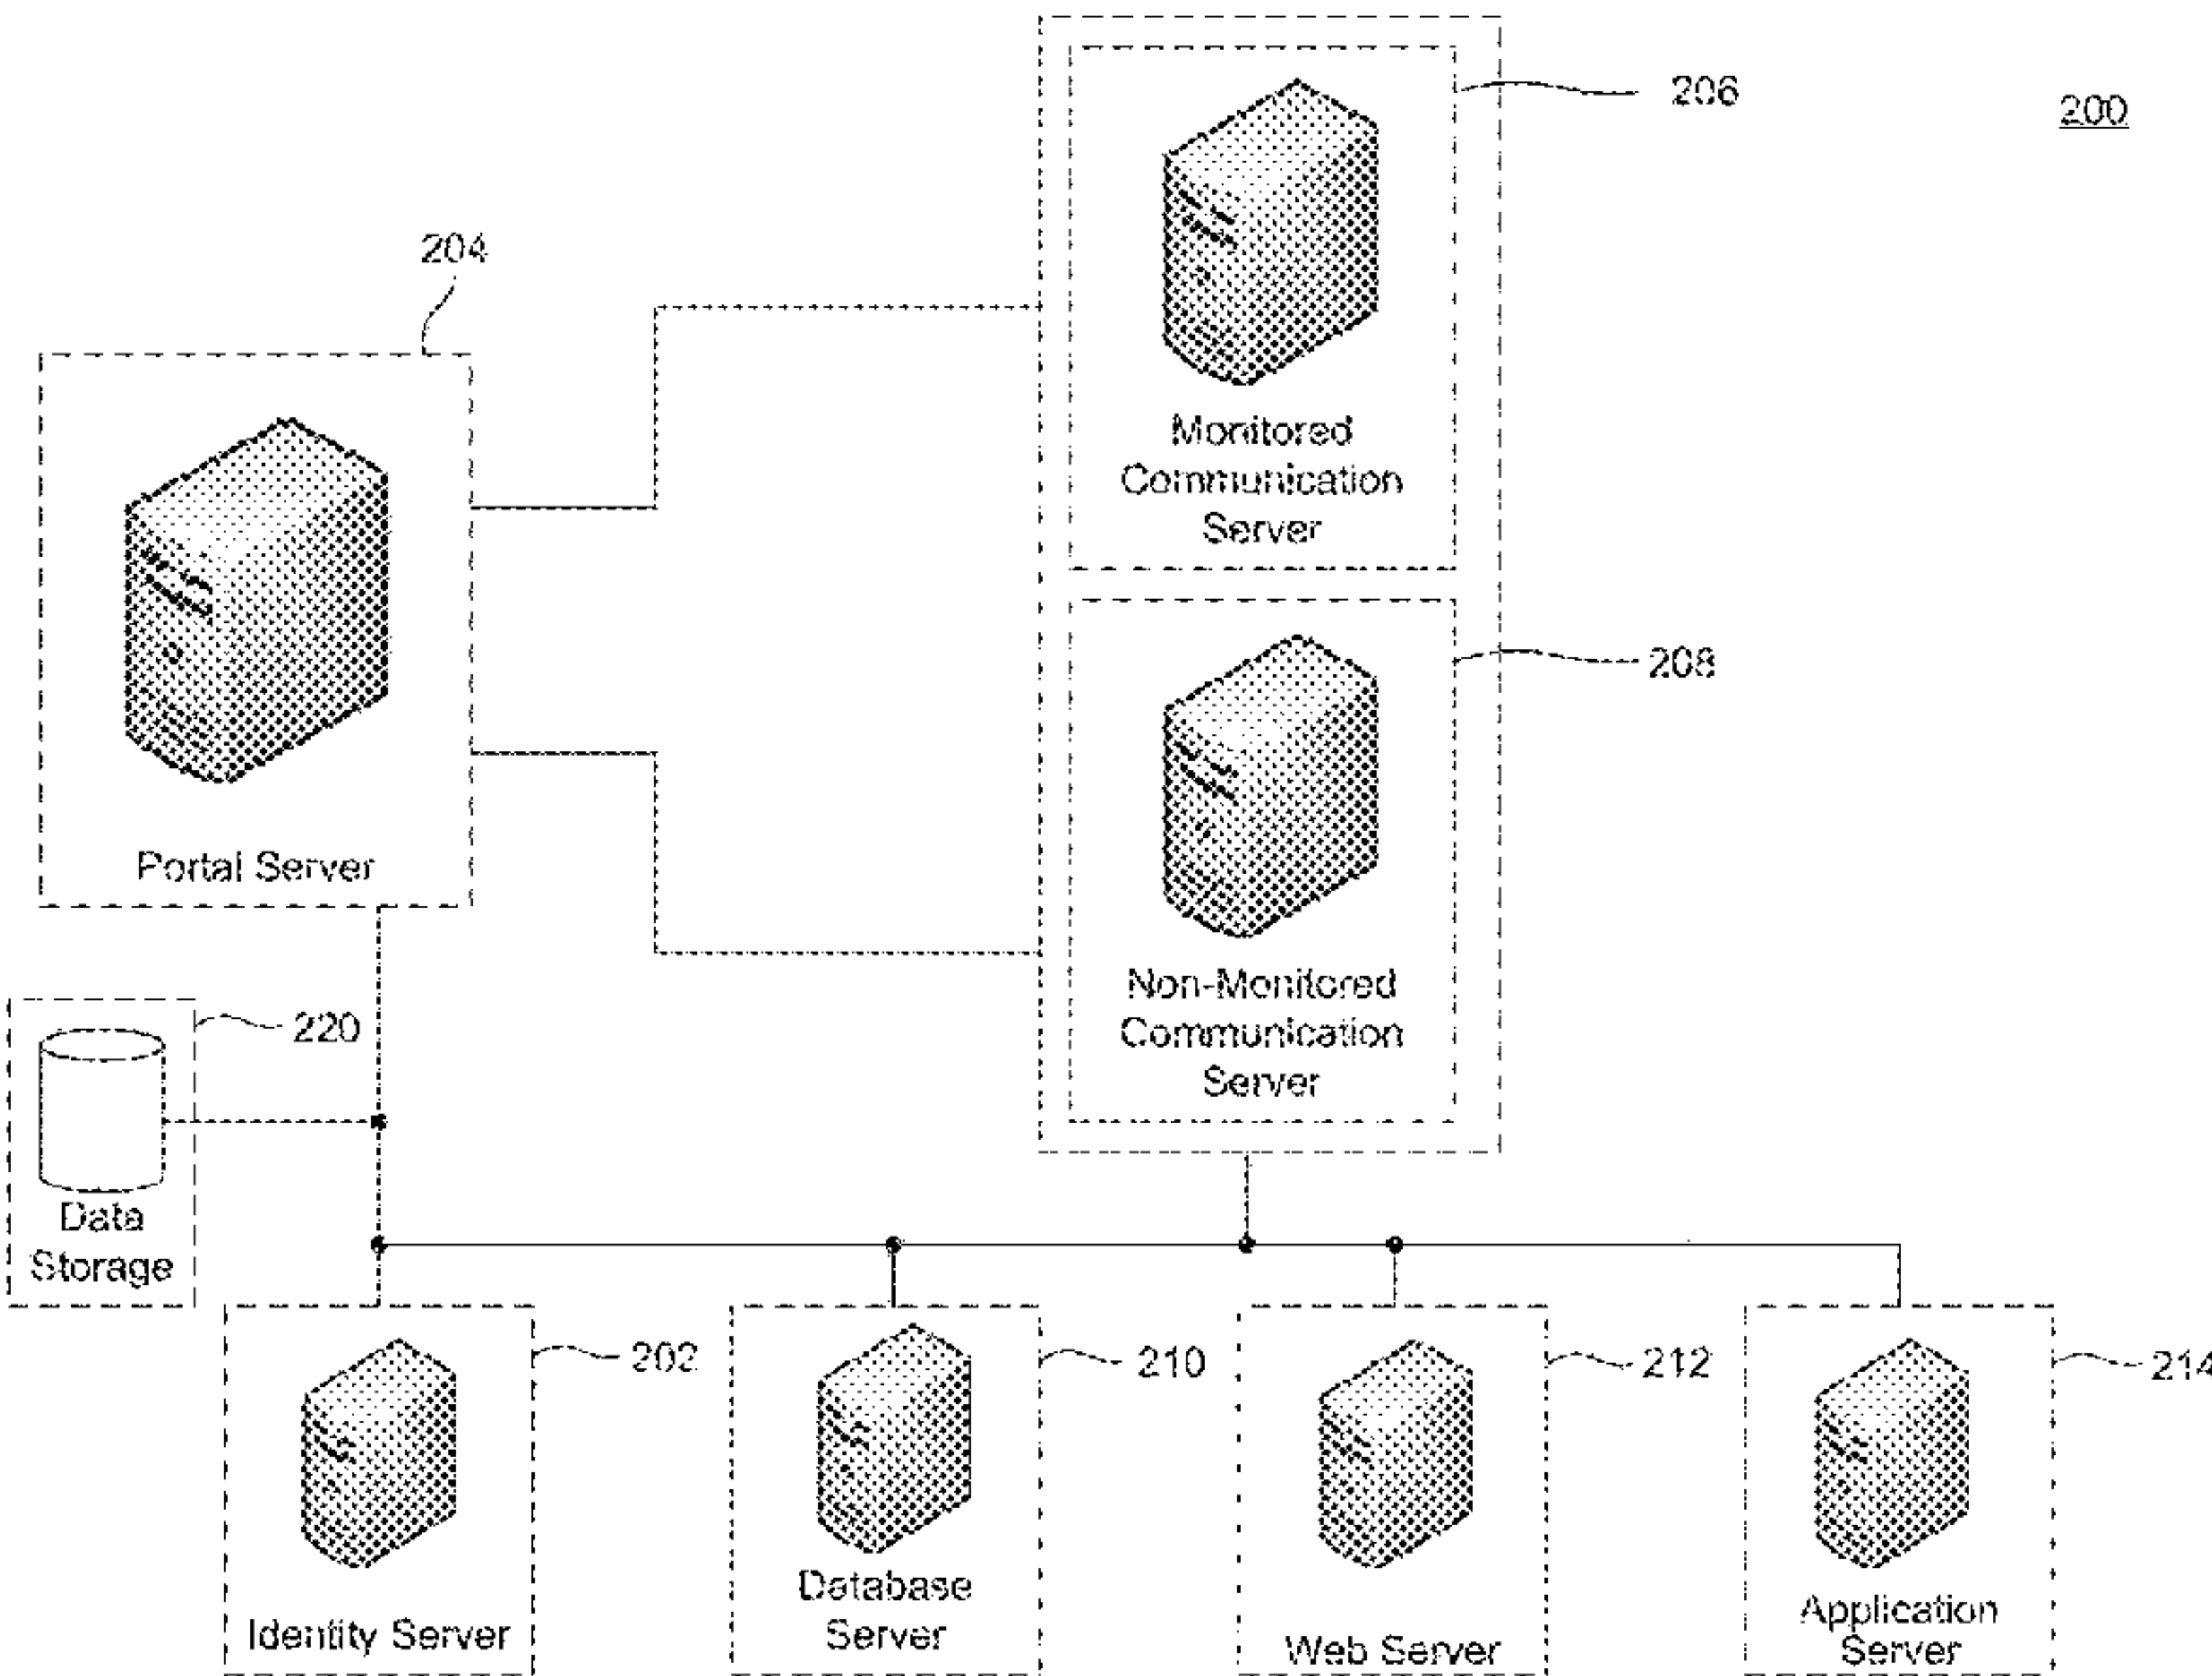 206
200
204
Monitored
Communication
Server
208
Portal Server
Non-Monitored
Communication
Server
220
Data
Storage
202
210
212
214
Identity Server
Database
Server
Web Server
Application
Server